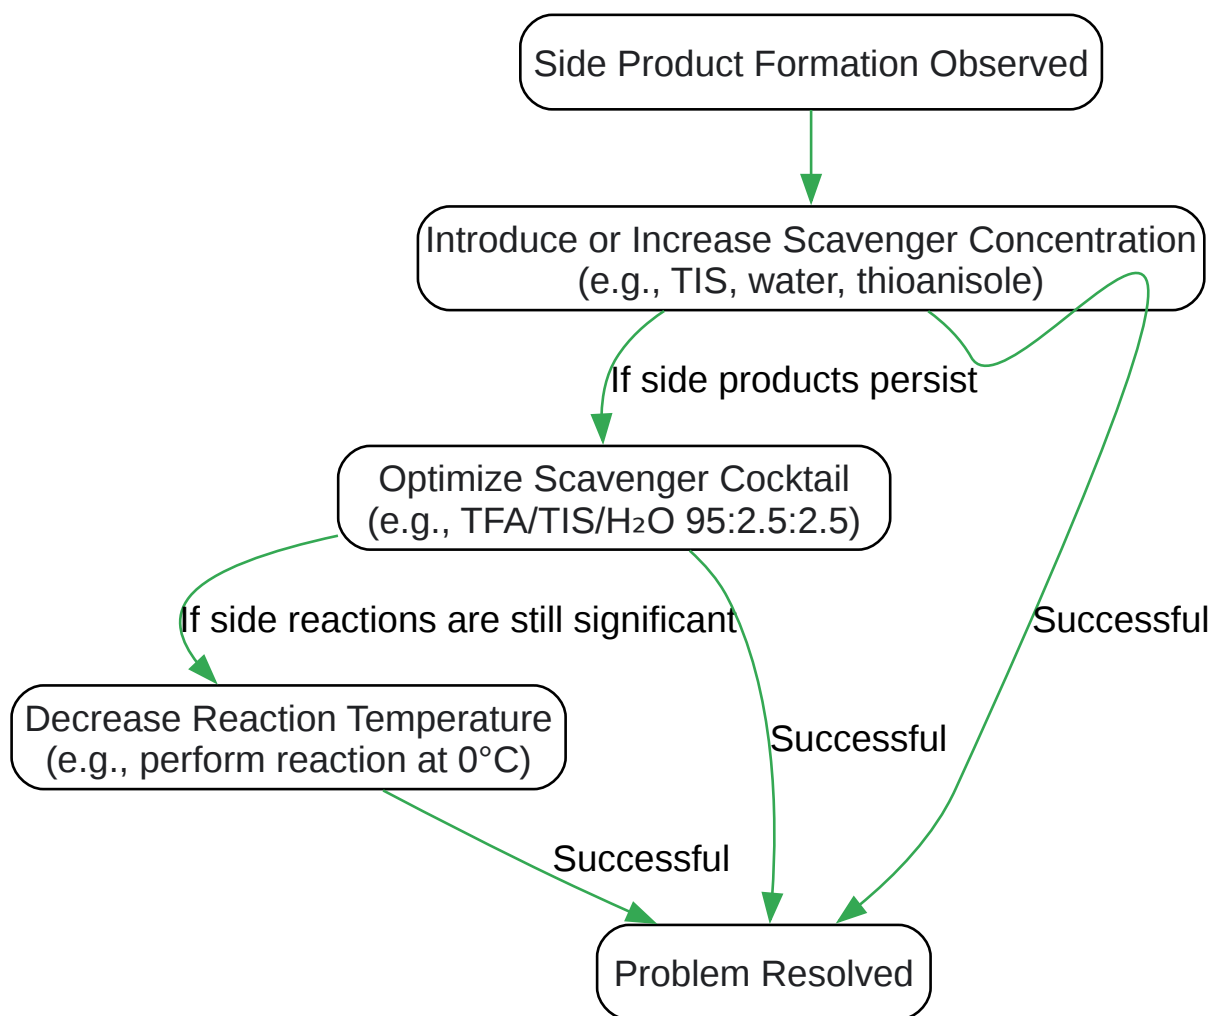 Side Product Formation Observed
Introduce or Increase Scavenger Concentration
(e.g., TIS, water, thioanisole)
If side products persist
Optimize Scavenger Cocktail
(e.g., TFA/TIS/H₂O 95:2.5:2.5)
If side reactions are still significant
Successful
Decrease Reaction Temperature
(e.g., perform reaction at 0°C)
Successful
Successful
Problem Resolved